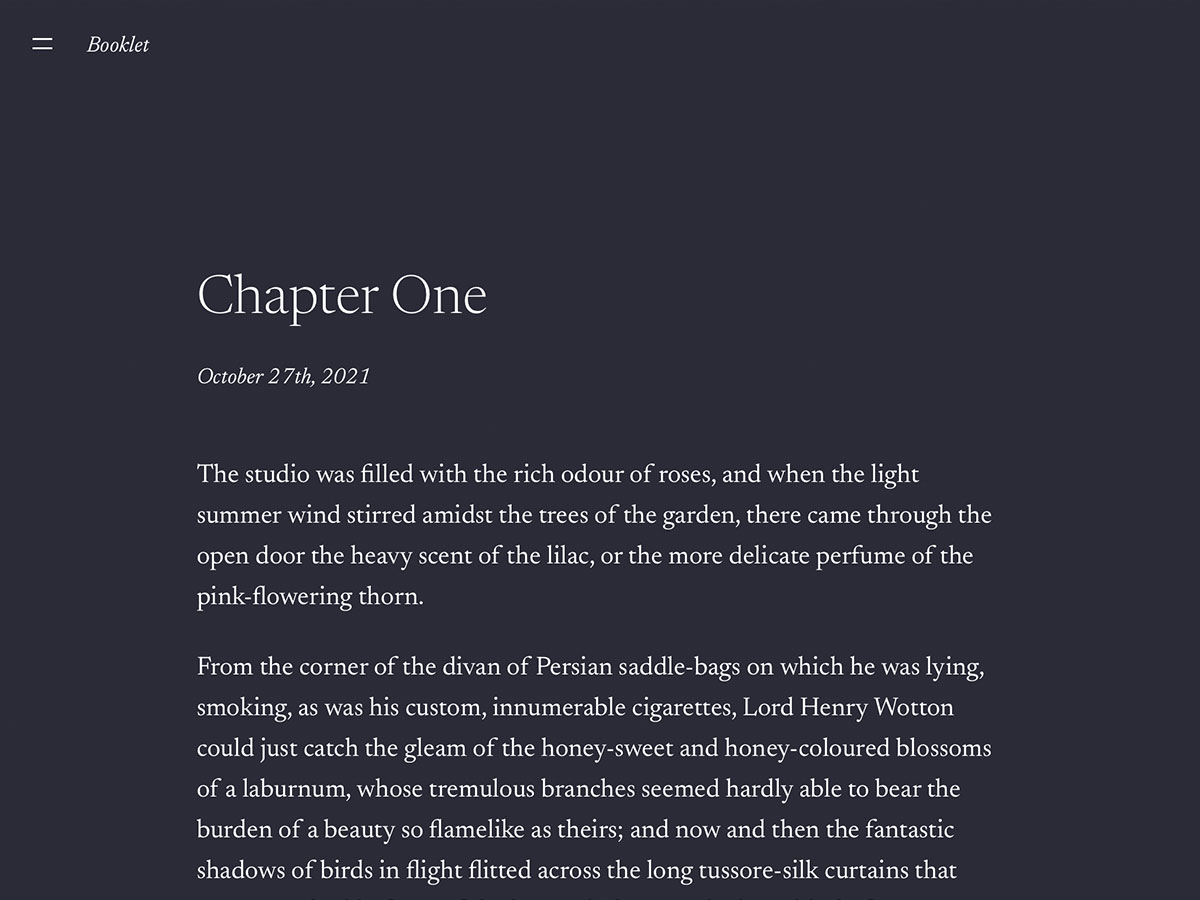 Booklet
Chapter One
October 27th, 2021
The studio was filled with the rich odour of roses, and when the light
summer wind stirred amidst the trees of the garden, there came through the
open door the heavy scent of the lilac, or the more delicate perfume of the
pink-flowering thorn.
From the corner of the divan of Persian saddle-bags on which he was lying,
smoking, as was his custom, innumerable cigarettes, Lord Henry Wotton
could just catch the gleam of the honey-sweet and honey-coloured blossoms
of a laburnum, whose tremulous branches seemed hardly able to bear the
burden of a beauty so flamelike as theirs; and now and then the fantastic
shadows of birds in flight flitted across the long tussore-silk curtains that